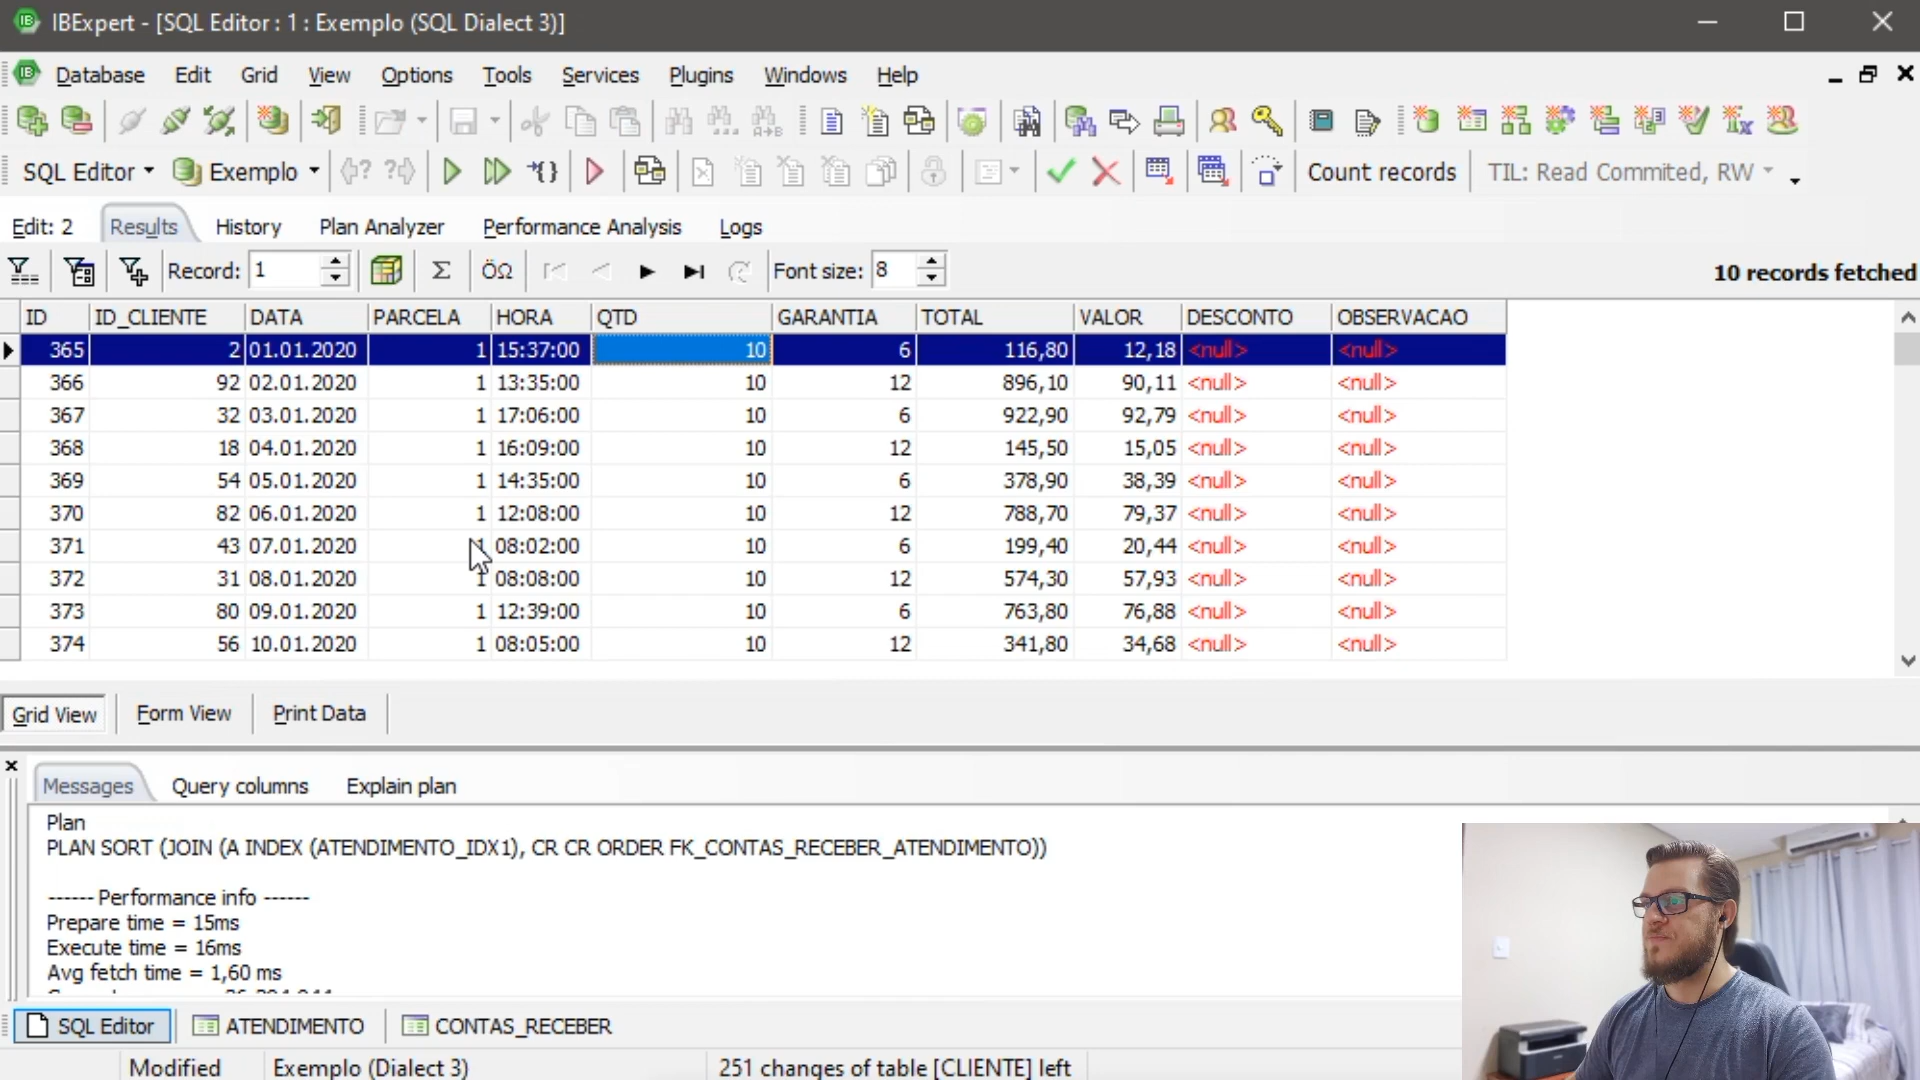 IBExpert - [SQL Editor : 1 : Exemplo (SQL Dialect 3)]
Database Edit Grid View Options Tools Services Plugins Windows Help
SQL Editor Exemplo Count records TIL: Read Commited, RW
Edit: 2 Results History Plan Analyzer Performance Analysis Logs
Record: 1 Σ ÖΩ Font size: 8 10 records fetched
ID ID_CLIENTE DATA PARCELA HORA QTD GARANTIA TOTAL VALOR DESCONTO OBSERVACAO
365 2 01.01.2020 1 15:37:00 10 6 116,80 12,18 <null> <null>
366 92 02.01.2020 1 13:35:00 10 12 896,10 90,11 <null> <null>
367 32 03.01.2020 1 17:06:00 10 6 922,90 92,79 <null> <null>
368 18 04.01.2020 1 16:09:00 10 12 145,50 15,05 <null> <null>
369 54 05.01.2020 1 14:35:00 10 6 378,90 38,39 <null> <null>
370 82 06.01.2020 1 12:08:00 10 12 788,70 79,37 <null> <null>
371 43 07.01.2020 1 08:02:00 10 6 199,40 20,44 <null> <null>
372 31 08.01.2020 1 08:08:00 10 12 574,30 57,93 <null> <null>
373 80 09.01.2020 1 12:39:00 10 6 763,80 76,88 <null> <null>
374 56 10.01.2020 1 08:05:00 10 12 341,80 34,68 <null> <null>
Grid View Form View Print Data
Messages Query columns Explain plan
Plan
PLAN SORT (JOIN (A INDEX (ATENDIMENTO_IDX1), CR CR ORDER FK_CONTAS_RECEBER_ATENDIMENTO))
------ Performance info ------
Prepare time = 15ms
Execute time = 16ms
Avg fetch time = 1,60 ms
SQL Editor ATENDIMENTO CONTAS_RECEBER
Modified Exemplo (Dialect 3) 251 changes of table [CLIENTE] left